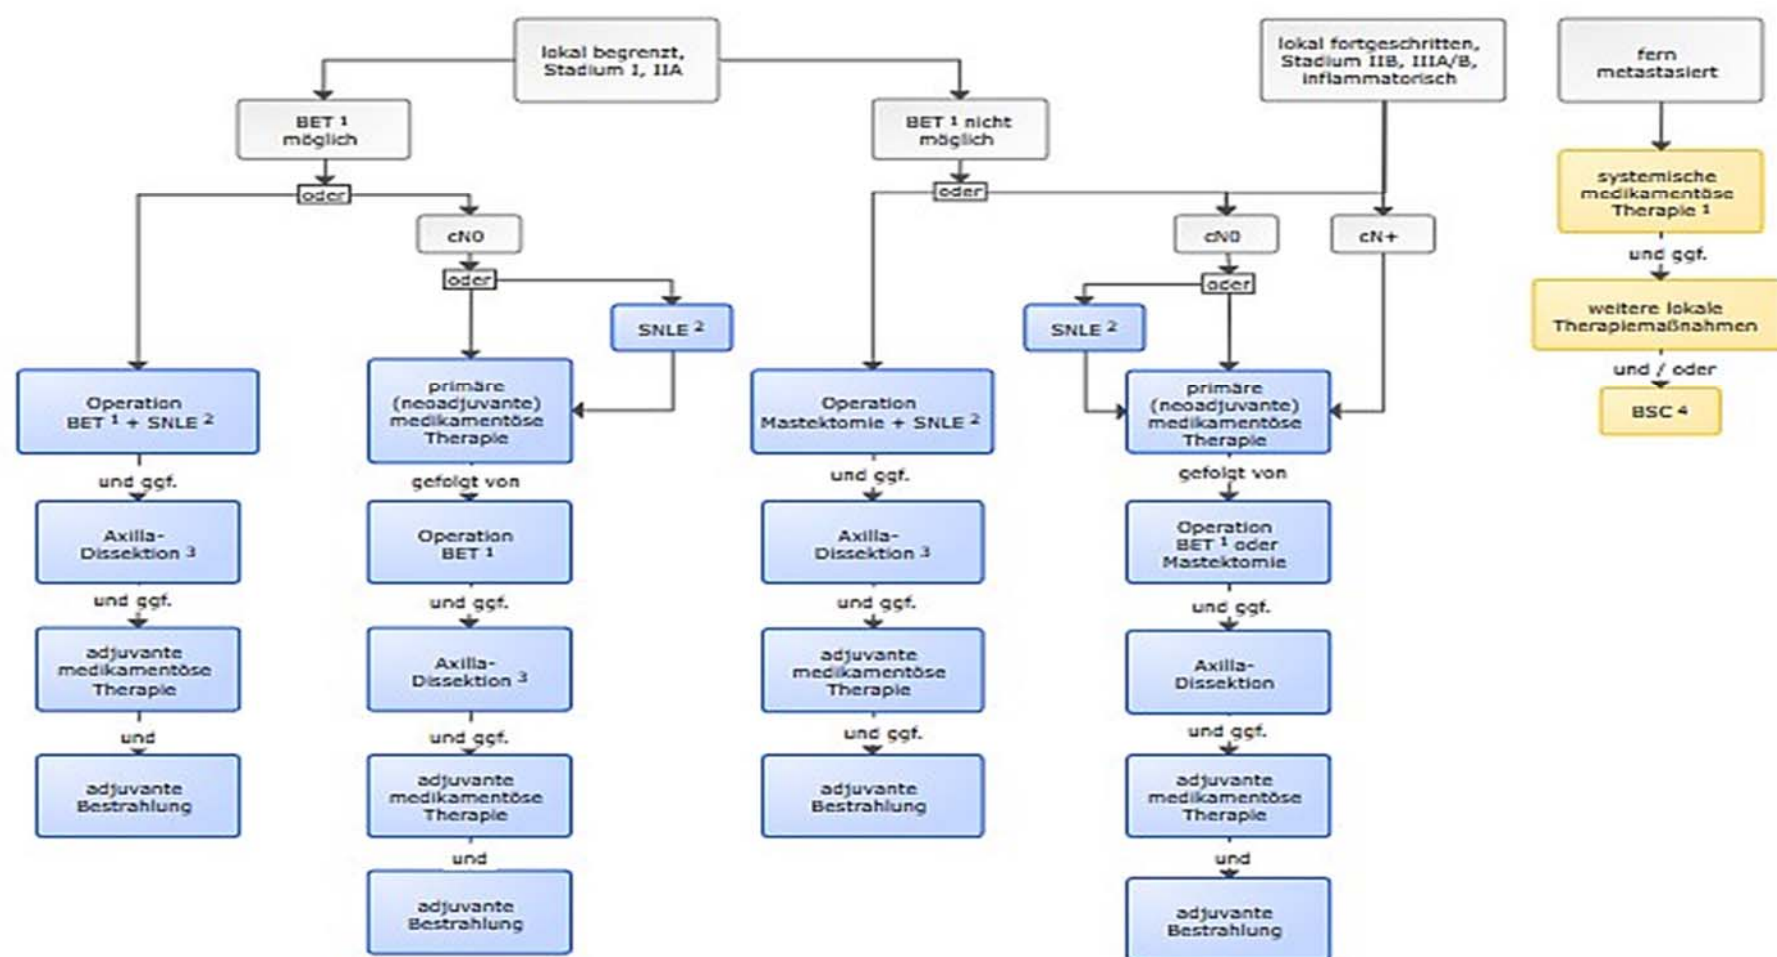 lokal begrenzt,
Stadium I, IIA
lokal fortgeschritten,
Stadium IIB, IIIA/B,
inflammatorisch
fern
metastasiert
BET 1
möglich
BET 1 nicht
möglich
oder
oder
systemische
medikamentöse
Therapie 1
cN0
cN0
cN+
und ggf.
oder
oder
SNLE 2
SNLE 2
weitere lokale
Therapiemaßnahmen
und / oder
BSC 4
Operation
BET 1 + SNLE 2
primäre
(neoadjuvante)
medikamentöse
Therapie
Operation
Mastektomie + SNLE 2
primäre
(neoadjuvante)
medikamentöse
Therapie
und ggf.
gefolgt von
und ggf.
gefolgt von
Axilla-
Dissektion 3
Operation
BET 1
Axilla-
Dissektion 3
Operation
BET 1 oder
Mastektomie
und ggf.
und ggf.
und ggf.
und ggf.
adjuvante
medikamentöse
Therapie
Axilla-
Dissektion 3
adjuvante
medikamentöse
Therapie
Axilla-
Dissektion
und
und ggf.
und ggf.
und ggf.
adjuvante
Bestrahlung
adjuvante
medikamentöse
Therapie
adjuvante
Bestrahlung
adjuvante
medikamentöse
Therapie
und
und
adjuvante
Bestrahlung
adjuvante
Bestrahlung